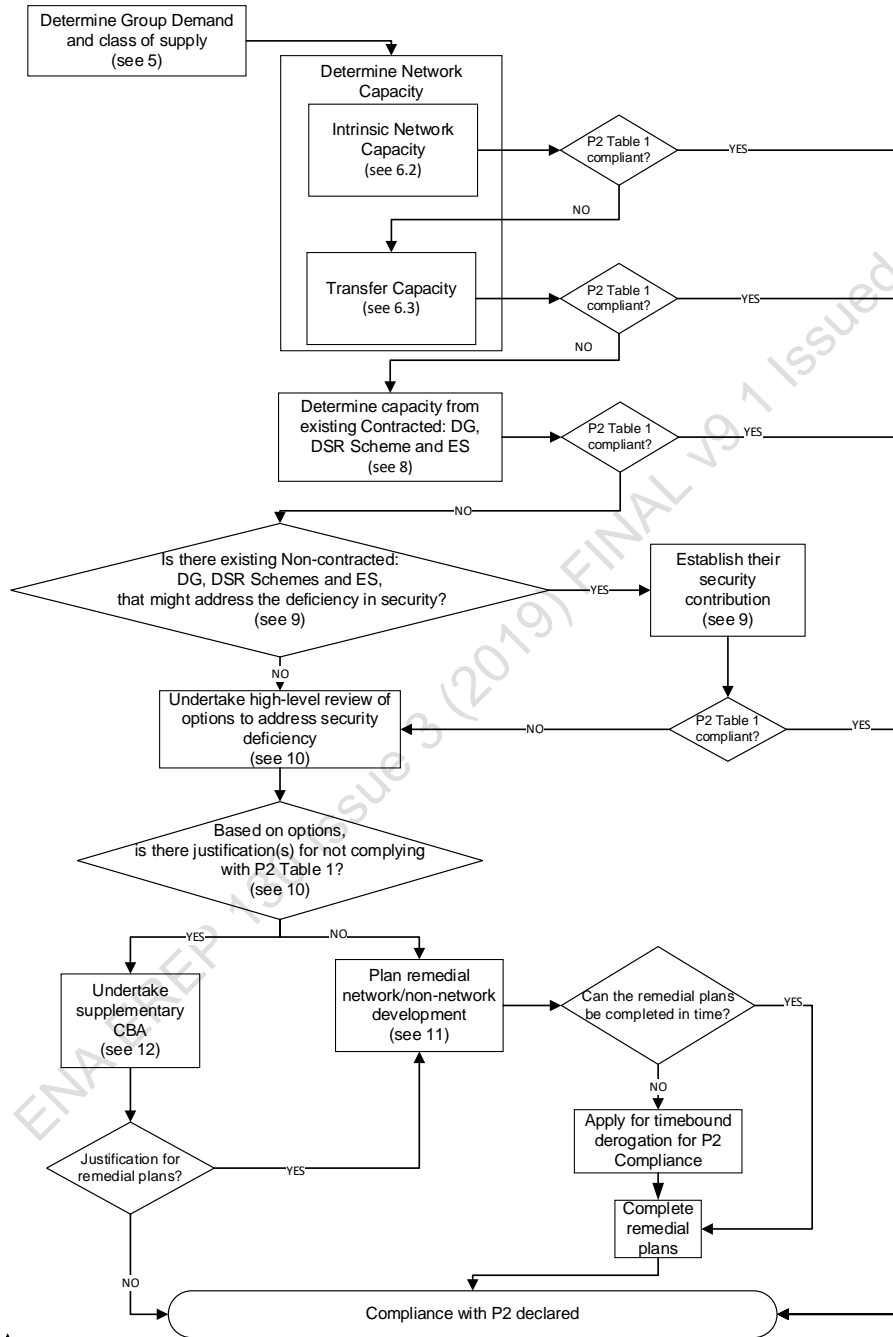 Determine Group Demand
and class of supply
(see 5)
Determine Network
Capacity
Intrinsic Network
Capacity
(see 6.2)
P2 Table 1
compliant?
YES
NO
Transfer Capacity
(see 6.3)
P2 Table 1
compliant?
YES
NO
Determine capacity from
existing Contracted: DG,
DSR Scheme and ES
(see 8)
P2 Table 1
compliant?
YES
NO
Is there existing Non-contracted:
DG, DSR Schemes and ES,
that might address the deficiency in security?
(see 9)
YES
Establish their
security
contribution
(see 9)
NO
Undertake high-level review of
options to address security
deficiency
(see 10)
NO
P2 Table 1
compliant?
YES
Based on options,
is there justification(s) for not complying
with P2 Table 1?
(see 10)
YES
NO
Undertake
supplementary
CBA
(see 12)
Plan remedial
network/non-network
development
(see 11)
Can the remedial plans
be completed in time?
YES
NO
Apply for timebound
derogation for P2
Compliance
Justification for
remedial plans?
YES
Complete
remedial
plans
NO
Compliance with P2 declared
ENA EREP 130 Issue 3 (2019) FINAL v9 1 Issued